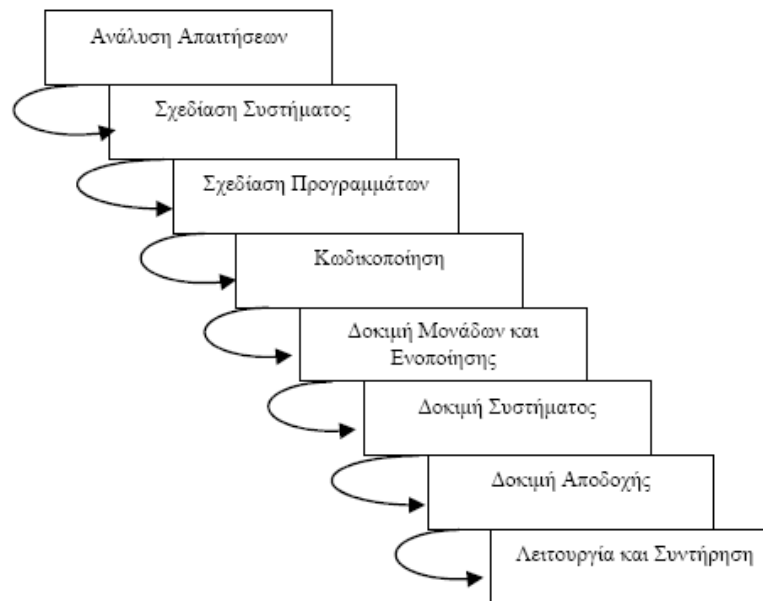 Ανάλυση Απαιτήσεων
Σχεδίαση Συστήματος
Σχεδίαση Προγραμμάτων
Κωδικοποίηση
Δοκιμή Μονάδων και
Ενοποίησης
Δοκιμή Συστήματος
Δοκιμή Αποδοχής
Λειτουργία και Συντήρηση